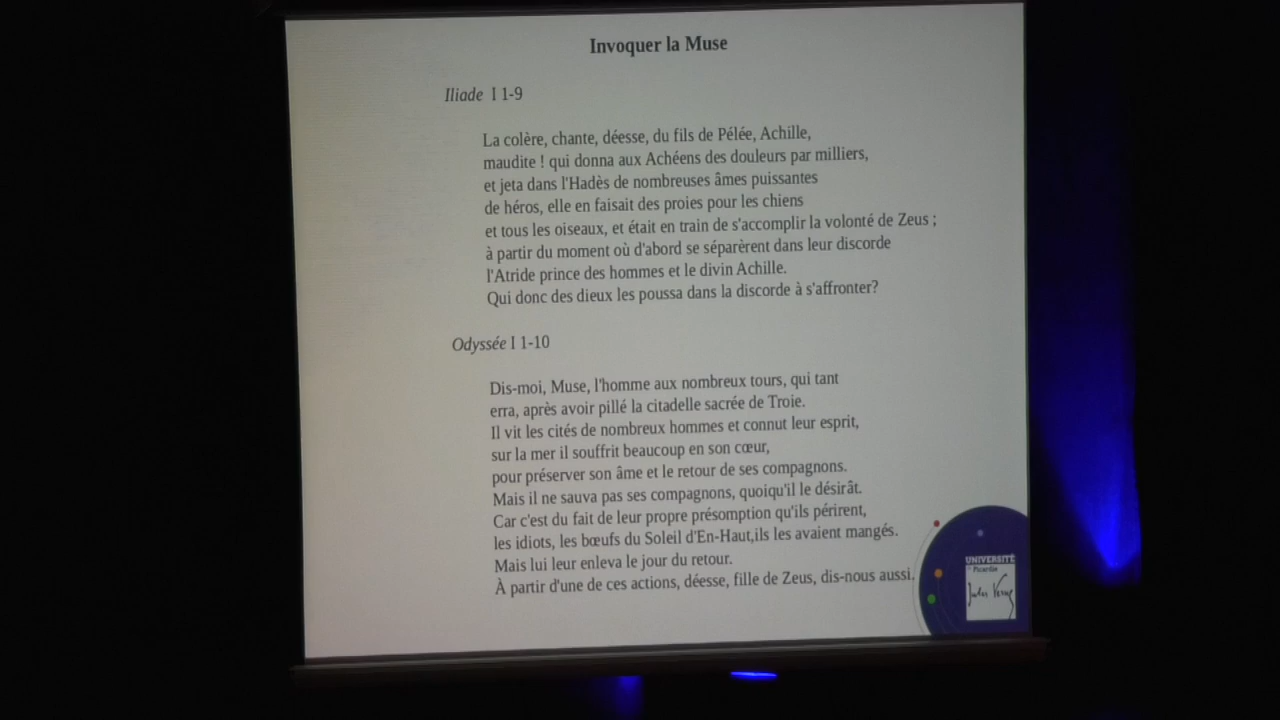 Invoquer la Muse
Iliade I 1-9
La colère, chante, déesse, du fils de Pélée, Achille,
maudite ! qui donna aux Achéens des douleurs par milliers,
et jeta dans l'Hadès de nombreuses âmes puissantes
de héros, elle en faisait des proies pour les chiens
et tous les oiseaux, et était en train de s'accomplir la volonté de Zeus ;
à partir du moment où d'abord se séparèrent dans leur discorde
l'Atride prince des hommes et le divin Achille.
Qui donc des dieux les poussa dans la discorde à s'affronter?
Odyssée I 1-10
Dis-moi, Muse, l'homme aux nombreux tours, qui tant
erra, après avoir pillé la citadelle sacrée de Troie.
Il vit les cités de nombreux hommes et connut leur esprit,
sur la mer il souffrit beaucoup en son cœur,
pour préserver son âme et le retour de ses compagnons.
Mais il ne sauva pas ses compagnons, quoiqu'il le désirât.
Car c'est du fait de leur propre présomption qu'ils périrent,
les idiots, les bœufs du Soleil d'En-Haut,ils les avaient mangés.
Mais lui leur enleva le jour du retour.
À partir d'une de ces actions, déesse, fille de Zeus, dis-nous aussi.
UNIVERSITÉ
de Picardie
Jules Verne